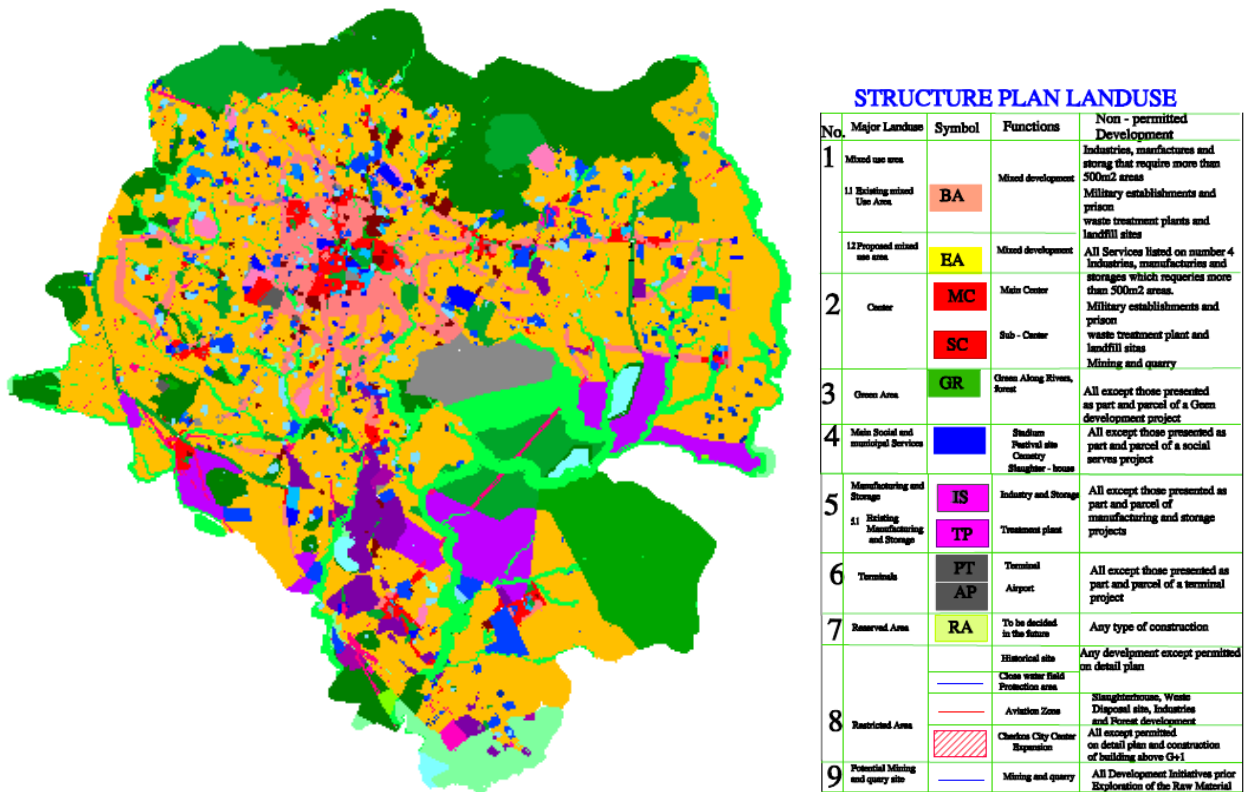 STRUCTURE PLAN LANDUSE
No. Major Landuse Symbol Functions Non - permitted
Development
1 Mixed use area
1.1 Existing mixed
Use Area
BA
Mixed development
Industries, manfactures and
storag that require more than
500m2 areas
Military establishments and
prison
waste treatment plants and
landfill sites
1.2 Proposed mixed
use area
EA
Mixed development
All Services listed on number 4
Industries, manufacturies and
storages which requeries more
than 500m2 areas.
Military establishments and
prison
waste treatment plant and
landfill sitas
Mining and quarry
2 Center
MC
Main Center
SC
Sub - Center
3 Green Area
GR
Green Along Rivers,
forest
All except those presented
as part and parcel of a Geen
development project
4 Main Social and
municipal Services
Stadium
Festival site
Cemetry
Slaughter - house
All except those presented as
part and parcel of a social
serves project
5 Manufacturing and
Storage
5.1 Existing
Manufacturing
and Storage
IS
Industry and Storage
TP
Treatment plant
All except those presented as
part and parcel of
manufacturing and storage
projects
6 Terminals
PT
Terminal
AP
Airport
All except those presented as
part and parcel of a terminal
project
7 Reserved Area
RA
To be decided
in the future
Any type of construction
8 Restricted Area
Historical site
Any develpment except permitted
on detail plan
Close water field
Protection area
Aviation Zone
Slaughterhouse, Waste
Disposal site, Industries
and Forest development
Cherkos City Center
Expansion
All except permitted
on detail plan and construction
of building above G+1
9 Potential Mining
and quary site
Mining and quarry
All Development Initiatives prior
Exploration of the Raw Material